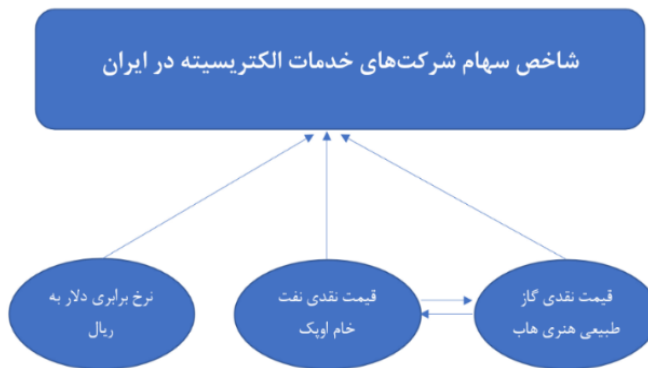 شاخص سهام شرکت‌های خدمات الکتریسیته در ایران
نرخ برابری دلار به
ریال
قیمت نقدی نفت
خام اوپک
قیمت نقدی گاز
طبیعی هنری هاب